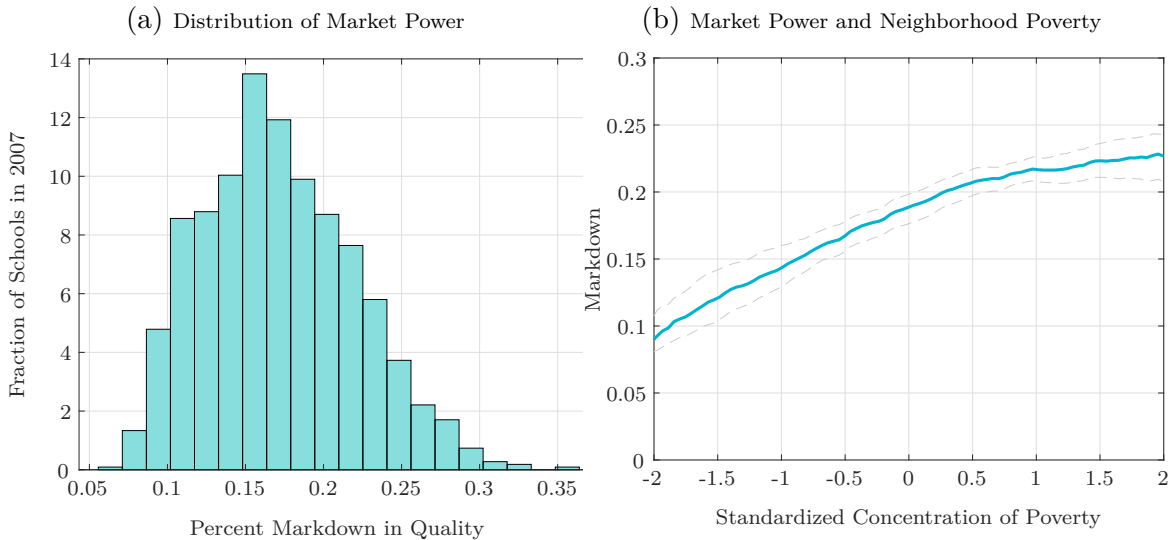 (a) Distribution of Market Power
14
12
10
8
6
4
2
0
0.05 0.1 0.15 0.2 0.25 0.3 0.35
Fraction of Schools in 2007
Percent Markdown in Quality
(b) Market Power and Neighborhood Poverty
0.3
0.25
0.2
0.15
0.1
0.05
0
-2 -1.5 -1 -0.5 0 0.5 1 1.5 2
Markdown
Standardized Concentration of Poverty